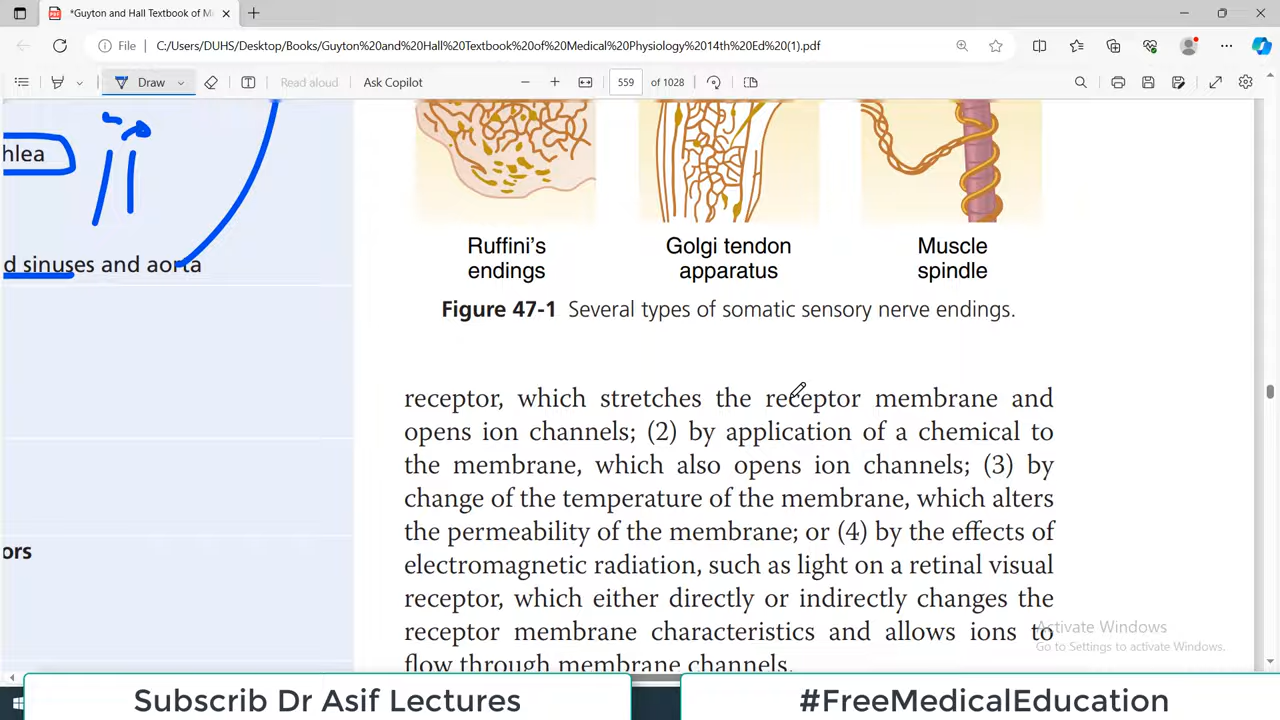 *Guyton and Hall Textbook of M
File
C:/Users/DUHS/Desktop/Books/Guyton%20and%20Hall%20Textbook%20of%20Medical%20Physiology%2014th%20Ed%20(1).pdf
Draw
Read aloud
Ask Copilot
559
of 1028
hlea
d sinuses and aorta
ors
Ruffini's
endings
Golgi tendon
apparatus
Muscle
spindle
Figure 47-1 Several types of somatic sensory nerve endings.
receptor, which stretches the receptor membrane and
opens ion channels; (2) by application of a chemical to
the membrane, which also opens ion channels; (3) by
change of the temperature of the membrane, which alters
the permeability of the membrane; or (4) by the effects of
electromagnetic radiation, such as light on a retinal visual
receptor, which either directly or indirectly changes the
receptor membrane characteristics and allows ions to
flow through membrane channels.
Activate Windows
Go to Settings to activate Windows.
Subscrib Dr Asif Lectures
#FreeMedicalEducation